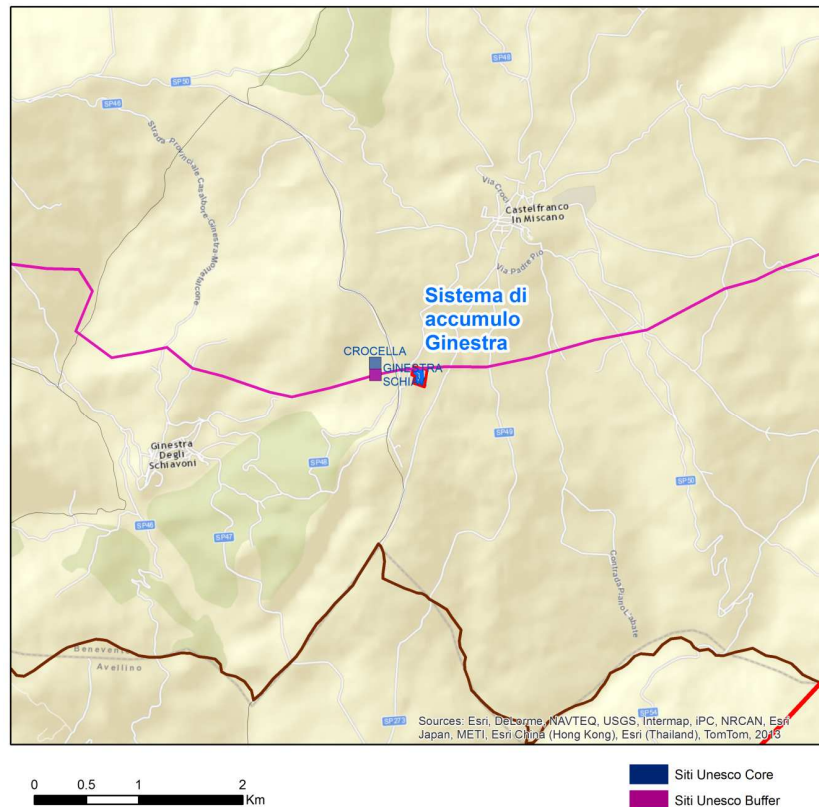 SP50
SP48
SP46
Strada
Provinciale Casalbore Ginestra-Montefalcone
Via Croci
Castelfranco
In Miscano
Via Padre Pio
Sistema di
accumulo
Ginestra
CROCELLA
GINESTRA
SCHIA
Ginestra
Degli
Schiavoni
SP48
SP49
SP50
SP46
SP47
Contrada Piano L'abate
Benevento
Avellino
SP273
SP54
Sources: Esri, DeLorme, NAVTEQ, USGS, Intermap, iPC, NRCAN, Esri
Japan, METI, Esri China (Hong Kong), Esri (Thailand), TomTom, 2013
0 0.5 1 2
Km
Siti Unesco Core
Siti Unesco Buffer